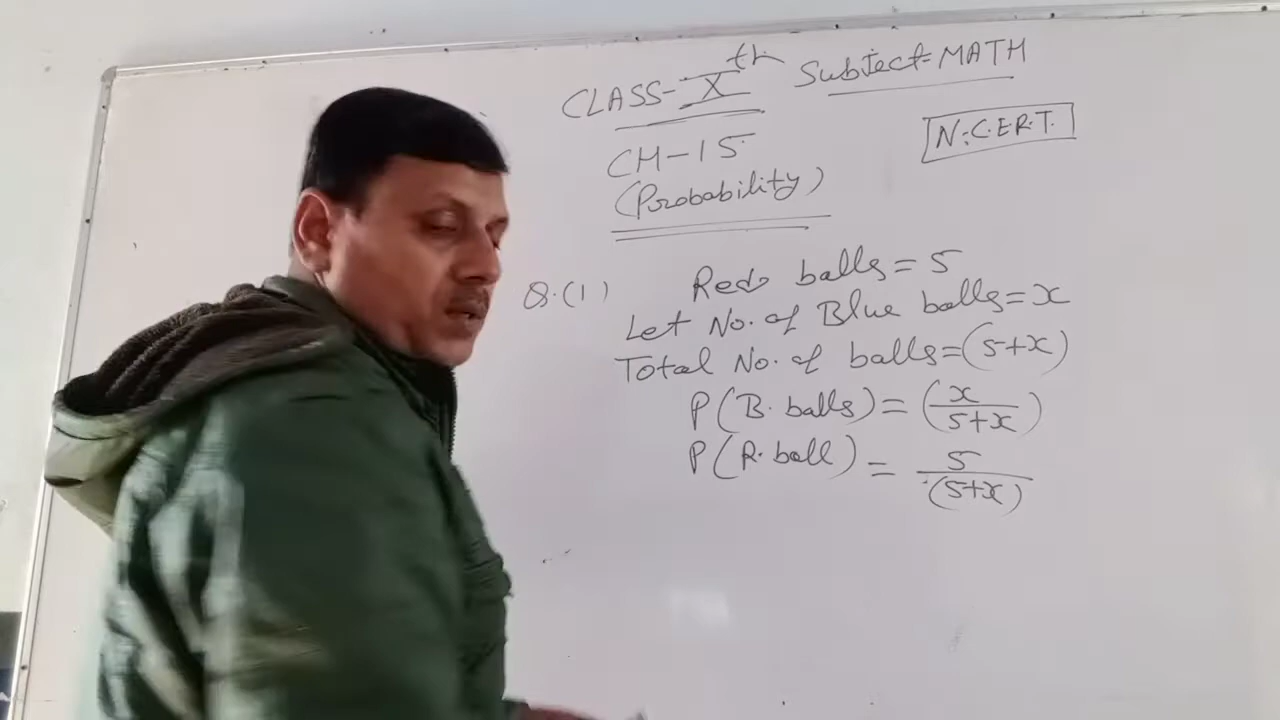 CLASS-Xth Subject=MATH
N.C.E.R.T.
CH-15
(Probability)
Q.(1) Red balls=5
Let No. of Blue balls=x
Total No. of balls=(5+x)
P(B. balls)=(x/5+x)
P(R. ball)=5/(5+x)